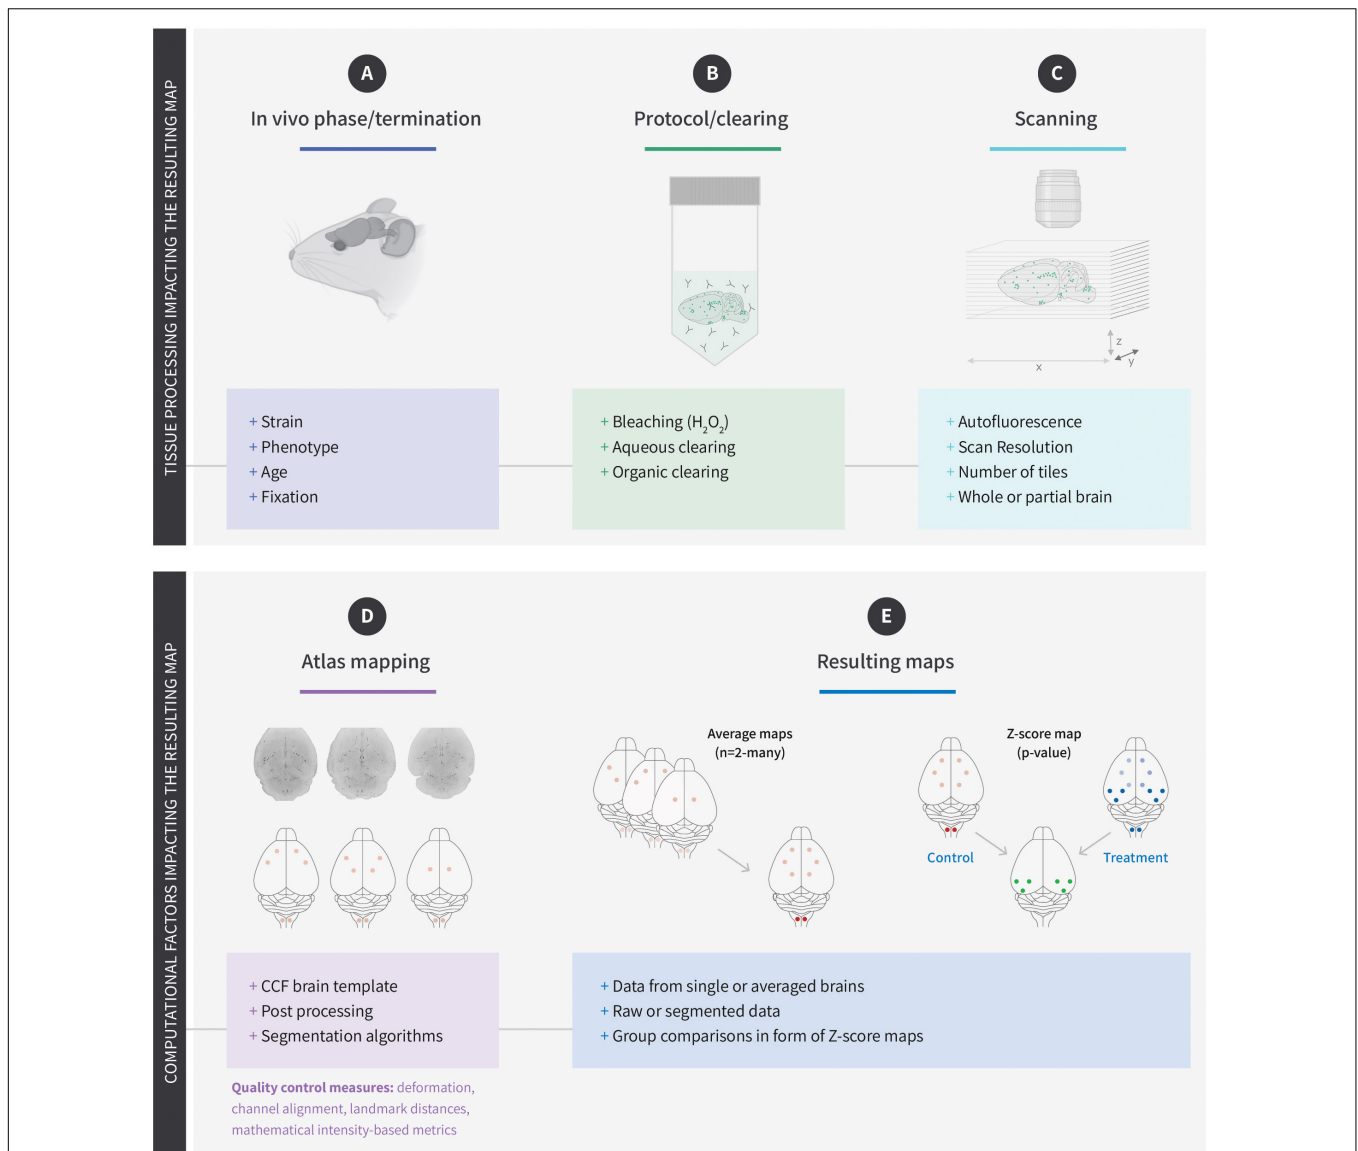 TISSUE PROCESSING IMPACTING THE RESULTING MAP
A
In vivo phase/termination
+ Strain
+ Phenotype
+ Age
+ Fixation
B
Protocol/clearing
+ Bleaching (H₂O₂)
+ Aqueous clearing
+ Organic clearing
C
Scanning
z
y
x
+ Autofluorescence
+ Scan Resolution
+ Number of tiles
+ Whole or partial brain
COMPUTATIONAL FACTORS IMPACTING THE RESULTING MAP
D
Atlas mapping
+ CCF brain template
+ Post processing
+ Segmentation algorithms
Quality control measures: deformation,
channel alignment, landmark distances,
mathematical intensity-based metrics
E
Resulting maps
Average maps
(n=2-many)
Z-score map
(p-value)
Control
Treatment
+ Data from single or averaged brains
+ Raw or segmented data
+ Group comparisons in form of Z-score maps